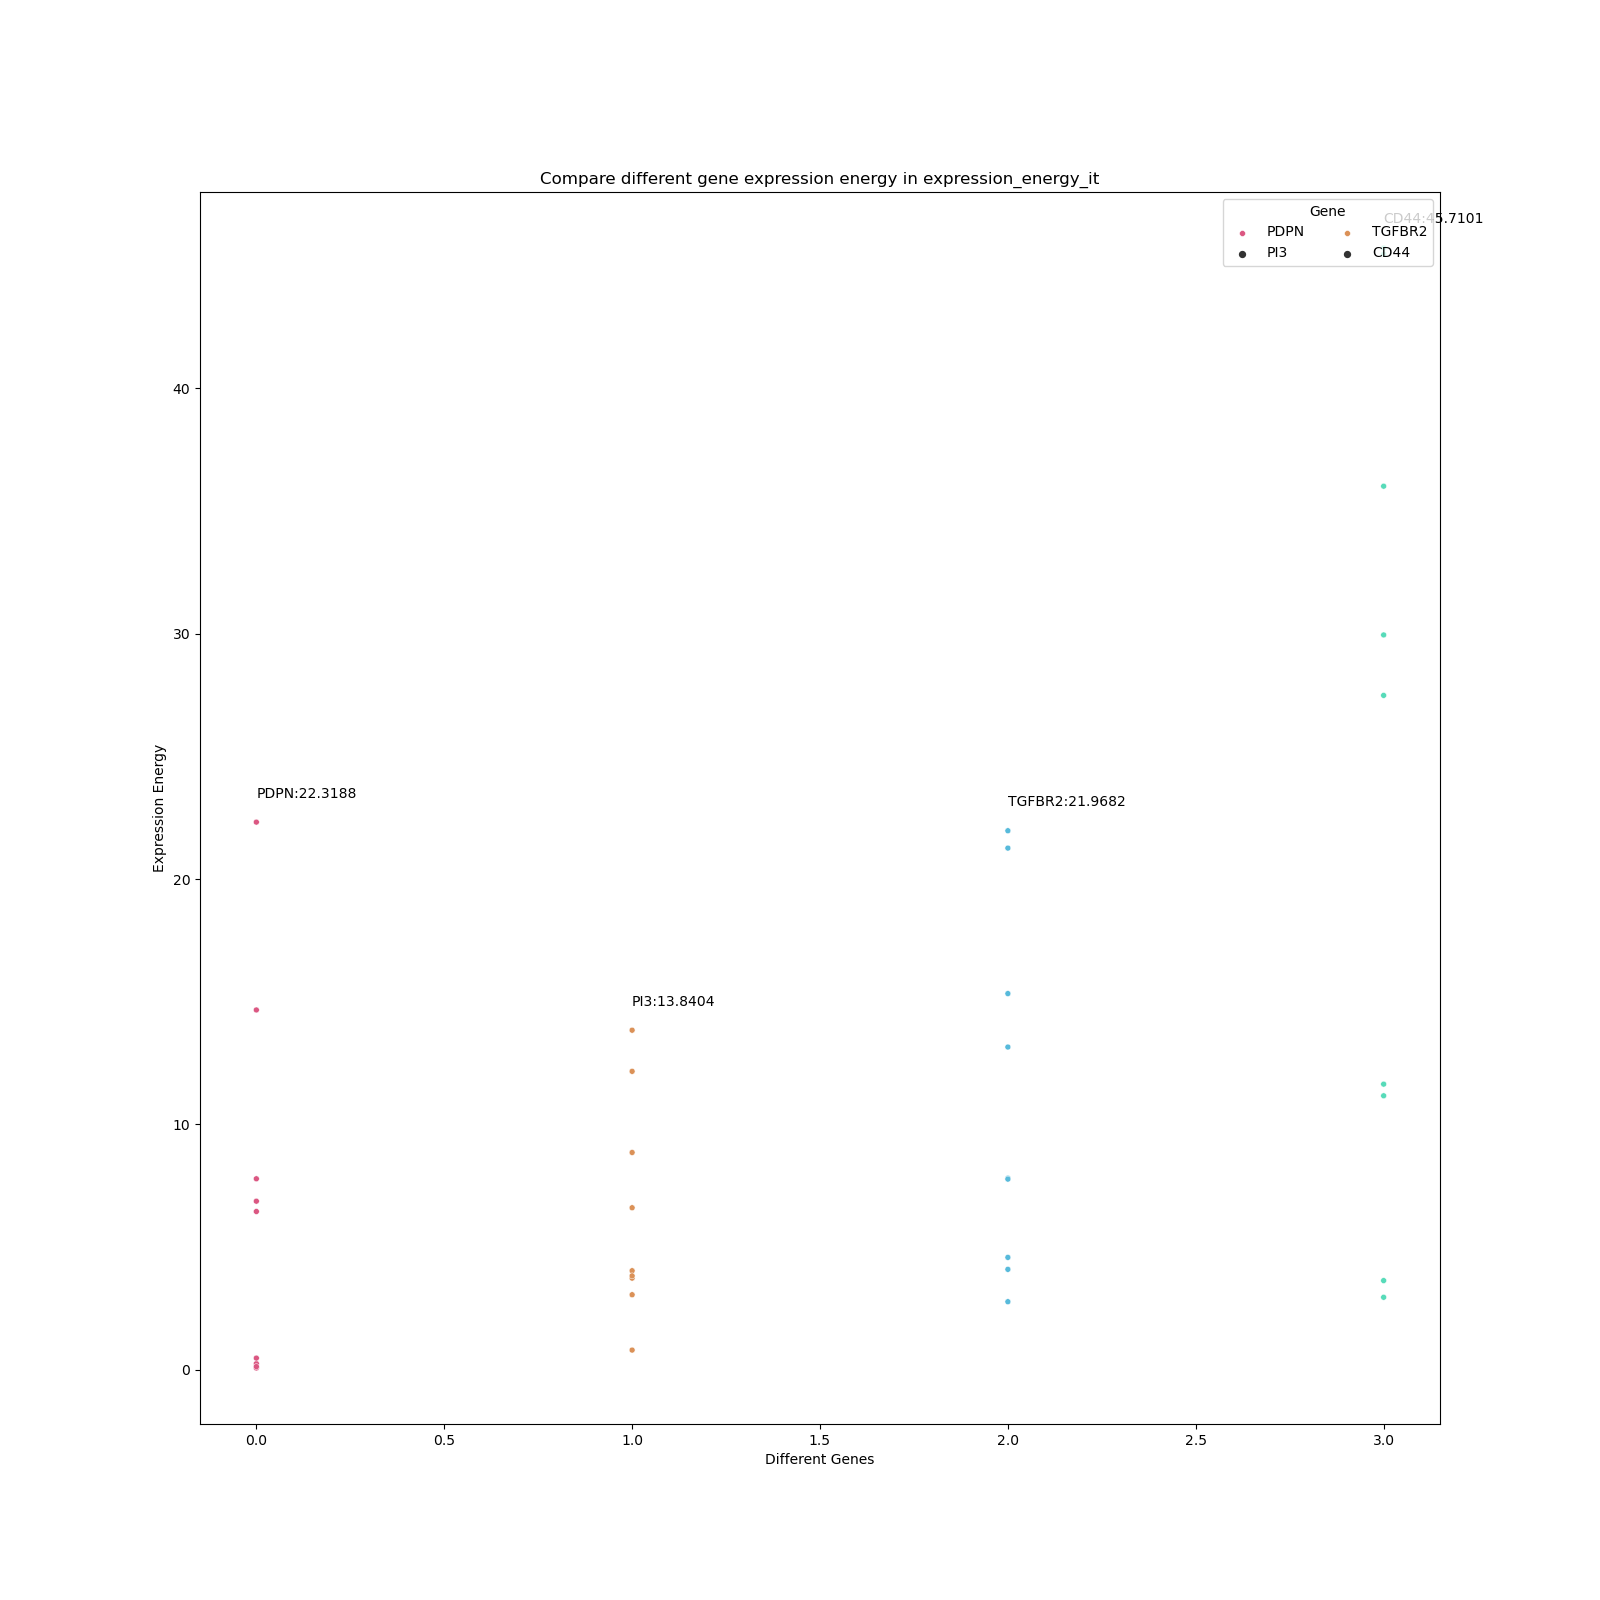 Compare different gene expression energy in expression_energy_it
CD44:45.7101
Gene
PDPN TGFBR2
PI3 CD44
40
30
PDPN:22.3188
TGFBR2:21.9682
20
PI3:13.8404
10
0
Expression Energy
0.0 0.5 1.0 1.5 2.0 2.5 3.0
Different Genes